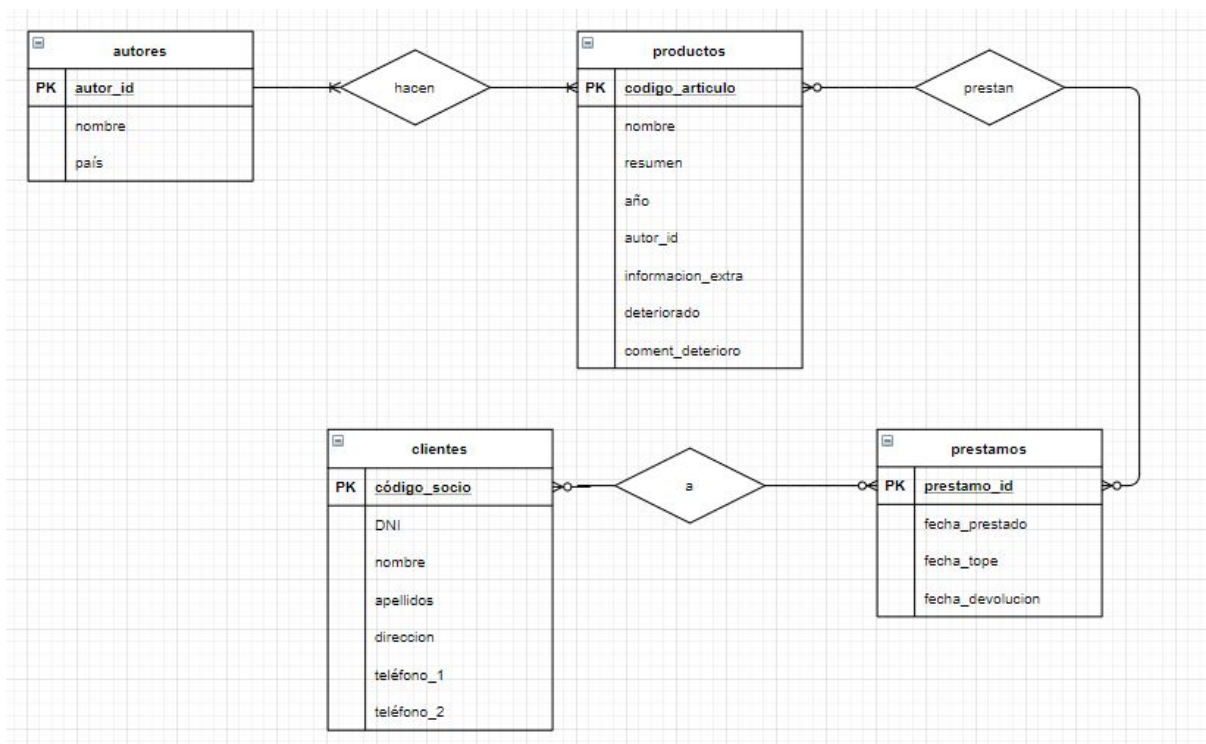 autores
PK autor_id
nombre
país
hacen
productos
PK codigo_articulo
nombre
resumen
año
autor_id
informacion_extra
deteriorado
coment_deterioro
prestan
clientes
PK código_socio
DNI
nombre
apellidos
direccion
teléfono_1
teléfono_2
a
prestamos
PK prestamo_id
fecha_prestado
fecha_tope
fecha_devolucion